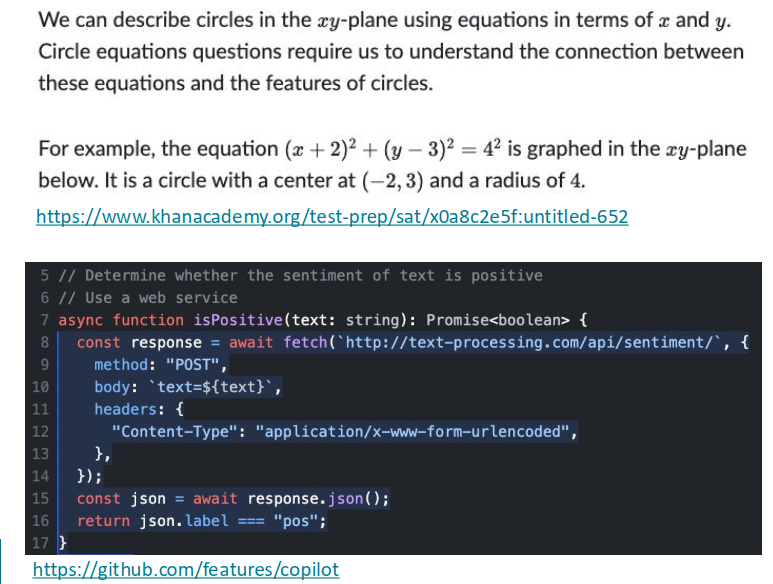 We can describe circles in the xy-plane using equations in terms of x and y.
Circle equations questions require us to understand the connection between
these equations and the features of circles.
For example, the equation (x + 2)² + (y − 3)² = 4² is graphed in the xy-plane
below. It is a circle with a center at (−2, 3) and a radius of 4.
https://www.khanacademy.org/test-prep/sat/x0a8c2e5f:untitled-652
5 // Determine whether the sentiment of text is positive
6 // Use a web service
7 async function isPositive(text: string): Promise<boolean> {
8 const response = await fetch(`http://text-processing.com/api/sentiment/`, {
9 method: "POST",
10 body: `text=${text}`,
11 headers: {
12 "Content-Type": "application/x-www-form-urlencoded",
13 },
14 });
15 const json = await response.json();
16 return json.label === "pos";
17 }
https://github.com/features/copilot